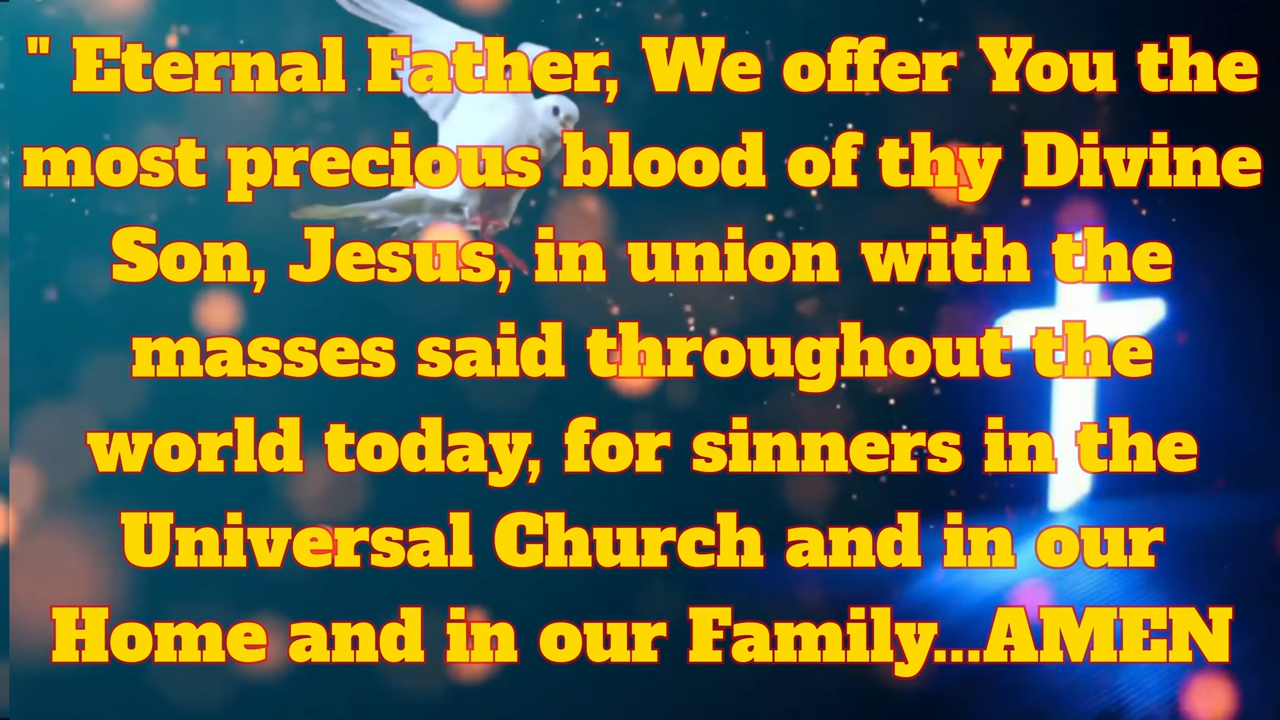 " Eternal Father, We offer You the
most precious blood of thy Divine
Son, Jesus, in union with the
masses said throughout the
world today, for sinners in the
Universal Church and in our
Home and in our Family...AMEN